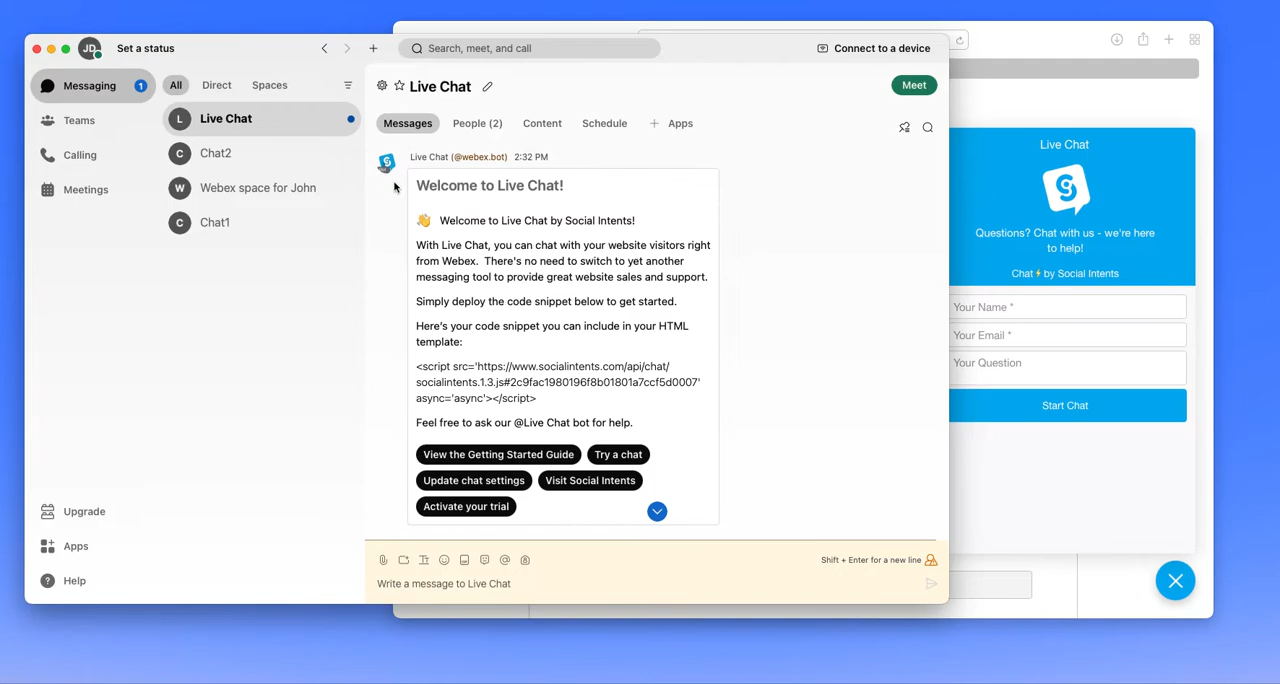 JD
Set a status
Search, meet, and call
Connect to a device
Messaging
1
Teams
Calling
Meetings
All
Direct
Spaces
L
Live Chat
C
Chat2
W
Webex space for John
C
Chat1
Upgrade
Apps
Help
Live Chat
Meet
Messages
People (2)
Content
Schedule
+ Apps
Live Chat (@webex.bot) 2:32 PM
Welcome to Live Chat!
👋 Welcome to Live Chat by Social Intents!
With Live Chat, you can chat with your website visitors right
from Webex. There's no need to switch to yet another
messaging tool to provide great website sales and support.
Simply deploy the code snippet below to get started.
Here's your code snippet you can include in your HTML
template:
<script src='https://www.socialintents.com/api/chat/
socialintents.1.3.js#2c9fac1980196f8b01801a7ccf5d0007'
async='async'></script>
Feel free to ask our @Live Chat bot for help.
View the Getting Started Guide
Try a chat
Update chat settings
Visit Social Intents
Activate your trial
Shift + Enter for a new line
Write a message to Live Chat
Live Chat
Questions? Chat with us - we're here
to help!
Chat⚡by Social Intents
Your Name *
Your Email *
Your Question
Start Chat